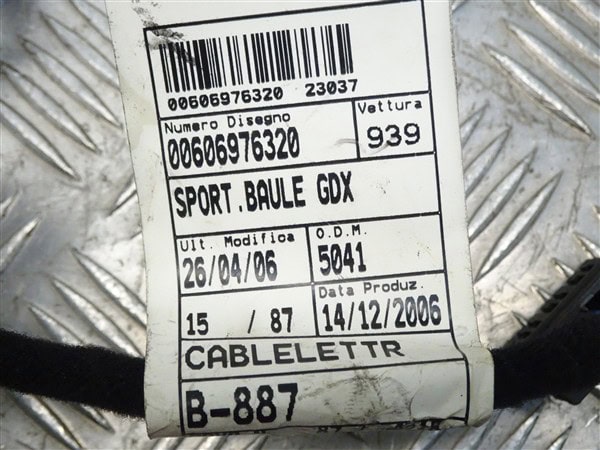 00606976320 23037
Numero Disegno Vettura
00606976320 939
SPORT.BAULE GDX
Ult. Modifica O.D.M.
26/04/06 5041
Data Produz.
15 / 87 14/12/2006
CABLELETTR
B-887